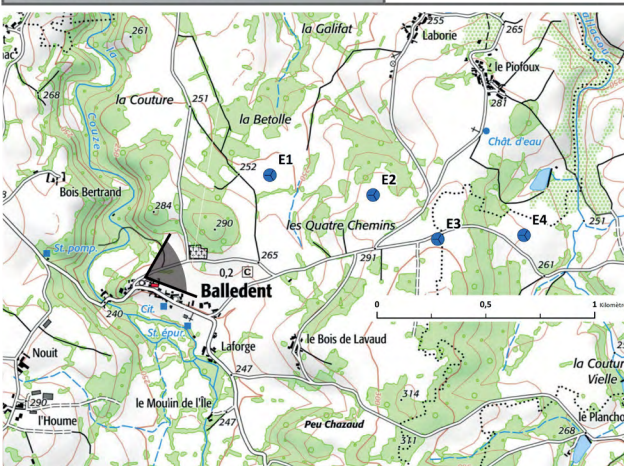 la Galifat
255
Laborie
265
261
le Piofoux
la Couture
251
la Betolle
281
268
Couze
Chât. d'eau
252
E1
E2
Bois Bertrand
284
290
les Quatre Chemins
E3
E4
251
St. pomp.
265
291
261
0,2 C
Balledent
0
0,5
1 Kilomètre
Cit.
240
St. épur.
Nouit
Laforge
le Bois de Lavaud
la Couture
Vielle
247
290
le Moulin de l'Île
314
l'Houme
247
Peu Chazaud
311
268
le Plancho